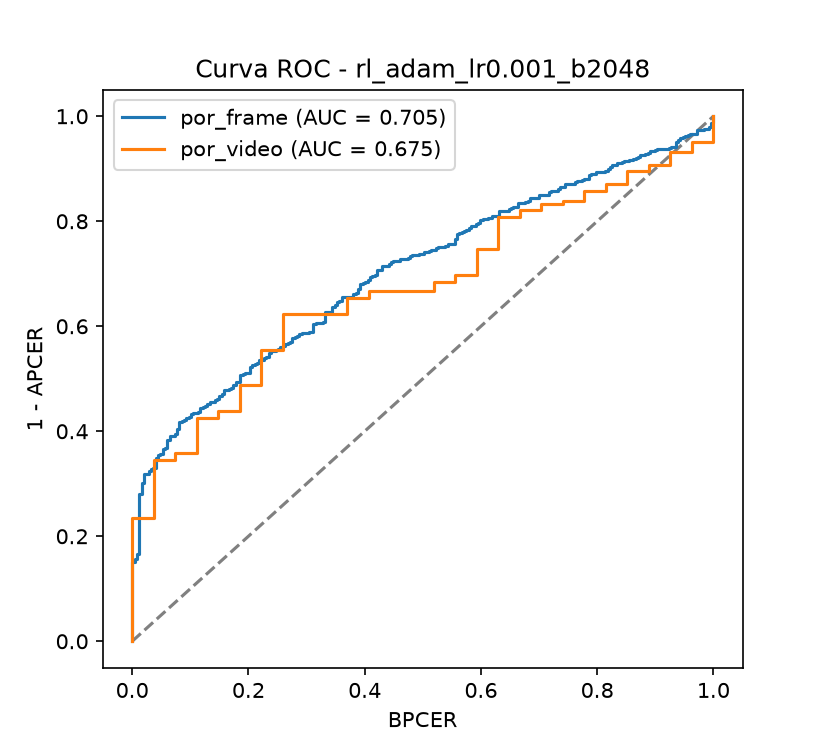 Curva ROC - rl_adam_lr0.001_b2048
por_frame (AUC = 0.705)
por_video (AUC = 0.675)
1 - APCER
1.0
0.8
0.6
0.4
0.2
0.0
0.0 0.2 0.4 0.6 0.8 1.0
BPCER